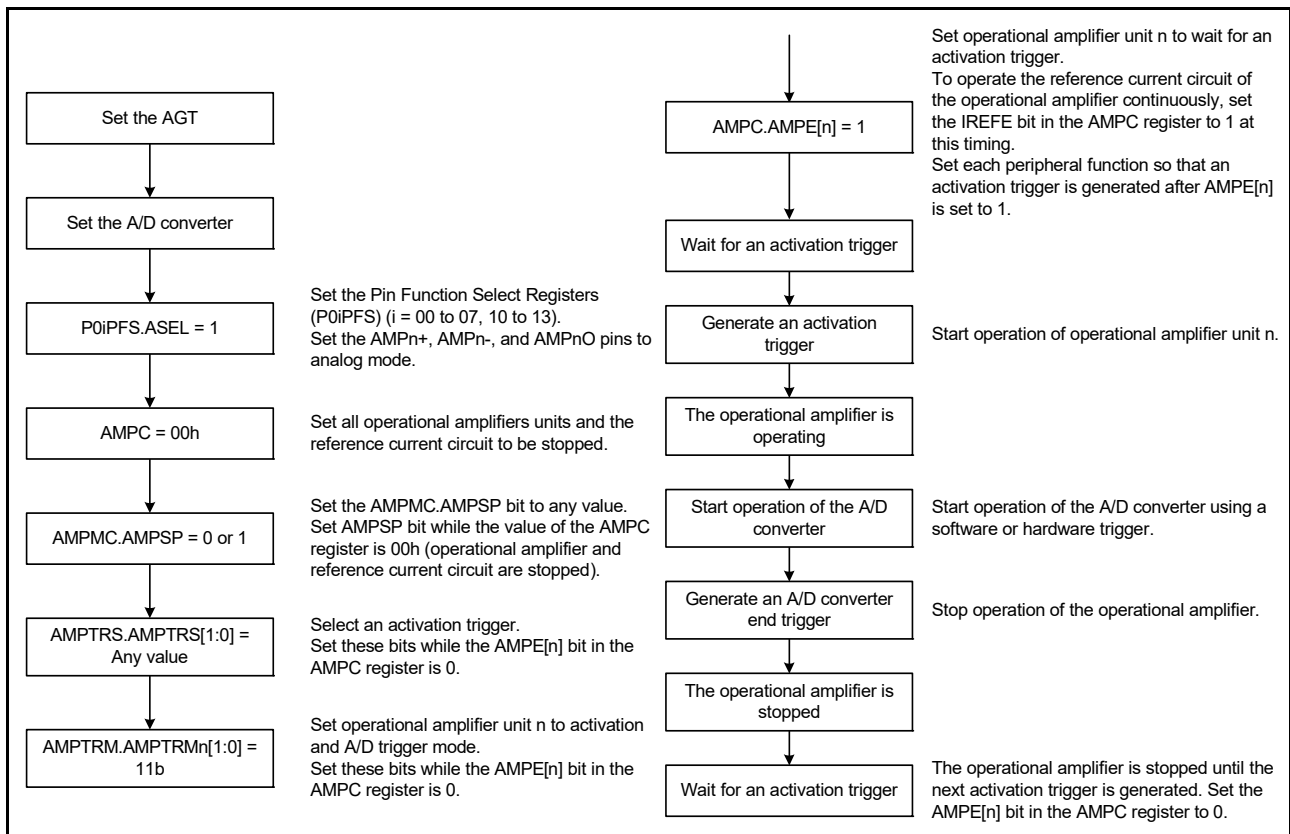 Set the AGT
Set the A/D converter
P0iPFS.ASEL = 1
Set the Pin Function Select Registers
(P0iPFS) (i = 00 to 07, 10 to 13).
Set the AMPn+, AMPn-, and AMPnO pins to
analog mode.
AMPC = 00h
Set all operational amplifiers units and the
reference current circuit to be stopped.
AMPMC.AMPSP = 0 or 1
Set the AMPMC.AMPSP bit to any value.
Set AMPSP bit while the value of the AMPC
register is 00h (operational amplifier and
reference current circuit are stopped).
AMPTRS.AMPTRS[1:0] =
Any value
Select an activation trigger.
Set these bits while the AMPE[n] bit in the
AMPC register is 0.
AMPTRM.AMPTRMn[1:0] =
11b
Set operational amplifier unit n to activation
and A/D trigger mode.
Set these bits while the AMPE[n] bit in the
AMPC register is 0.
AMPC.AMPE[n] = 1
Set operational amplifier unit n to wait for an
activation trigger.
To operate the reference current circuit of
the operational amplifier continuously, set
the IREFE bit in the AMPC register to 1 at
this timing.
Set each peripheral function so that an
activation trigger is generated after AMPE[n]
is set to 1.
Wait for an activation trigger
Generate an activation
trigger
Start operation of operational amplifier unit n.
The operational amplifier is
operating
Start operation of the A/D
converter
Start operation of the A/D converter using a
software or hardware trigger.
Generate an A/D converter
end trigger
Stop operation of the operational amplifier.
The operational amplifier is
stopped
Wait for an activation trigger
The operational amplifier is stopped until the
next activation trigger is generated. Set the
AMPE[n] bit in the AMPC register to 0.